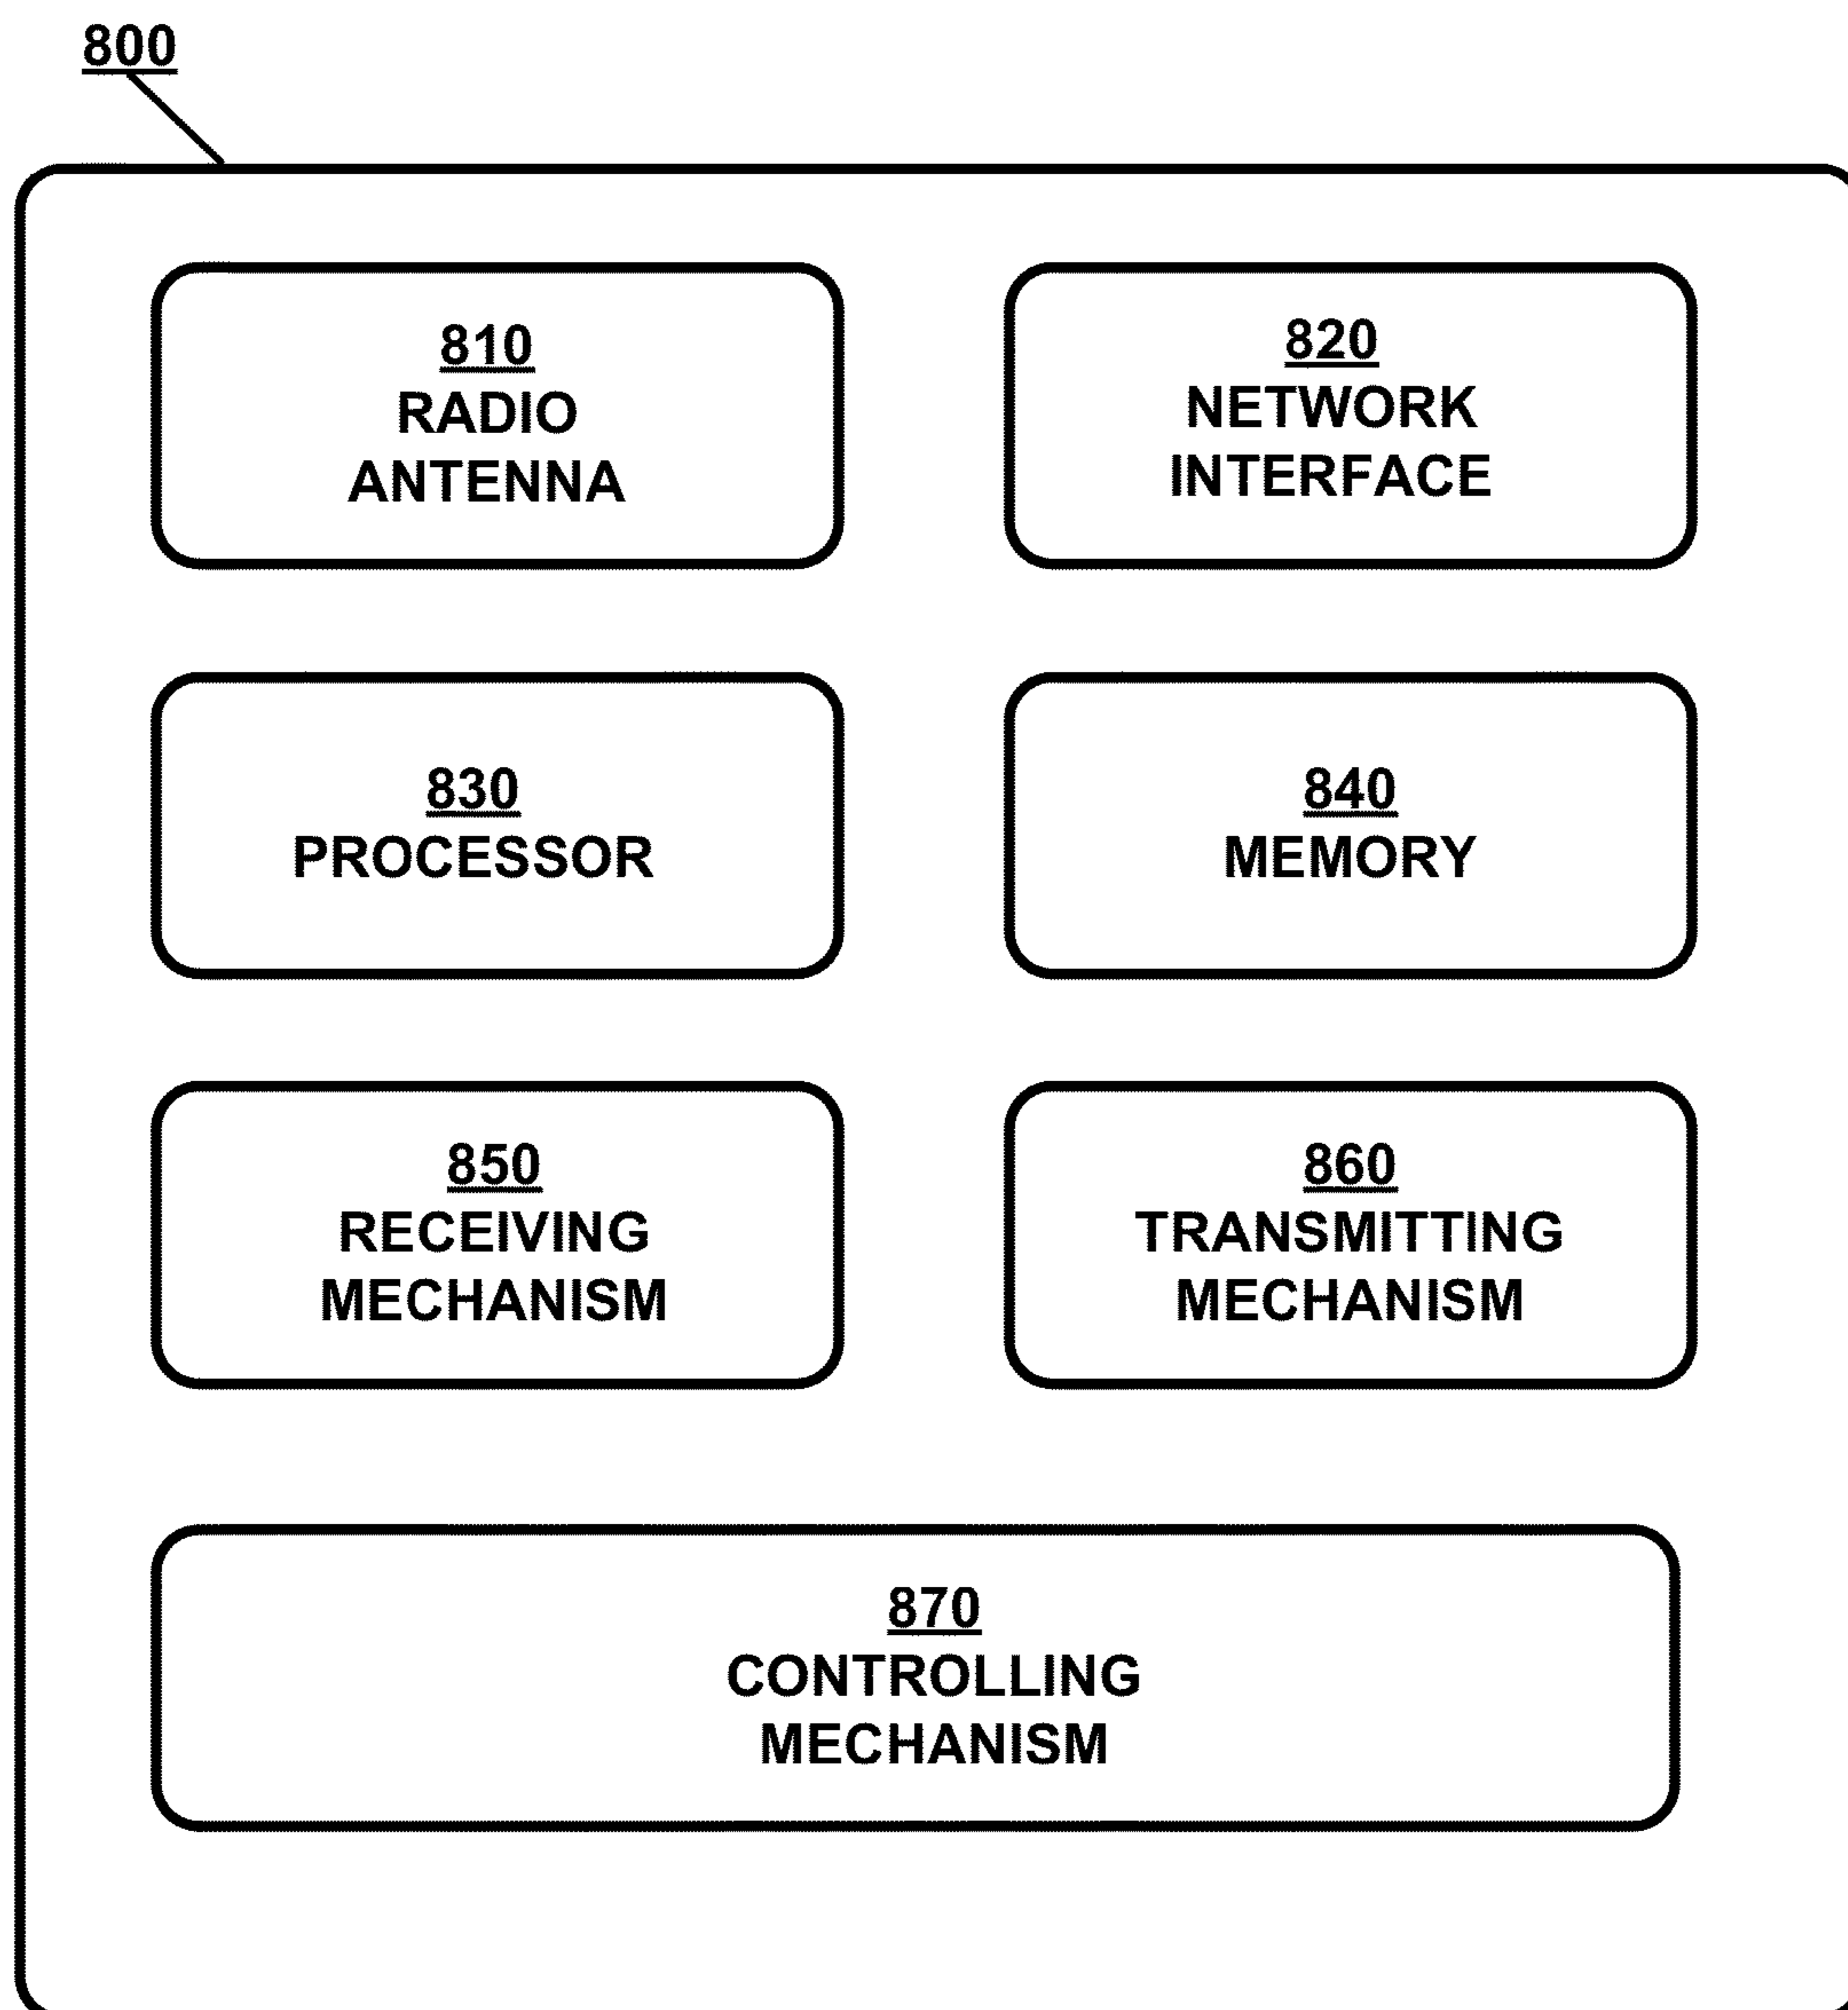 800
810
RADIO
ANTENNA
820
NETWORK
INTERFACE
830
PROCESSOR
840
MEMORY
850
RECEIVING
MECHANISM
860
TRANSMITTING
MECHANISM
870
CONTROLLING
MECHANISM